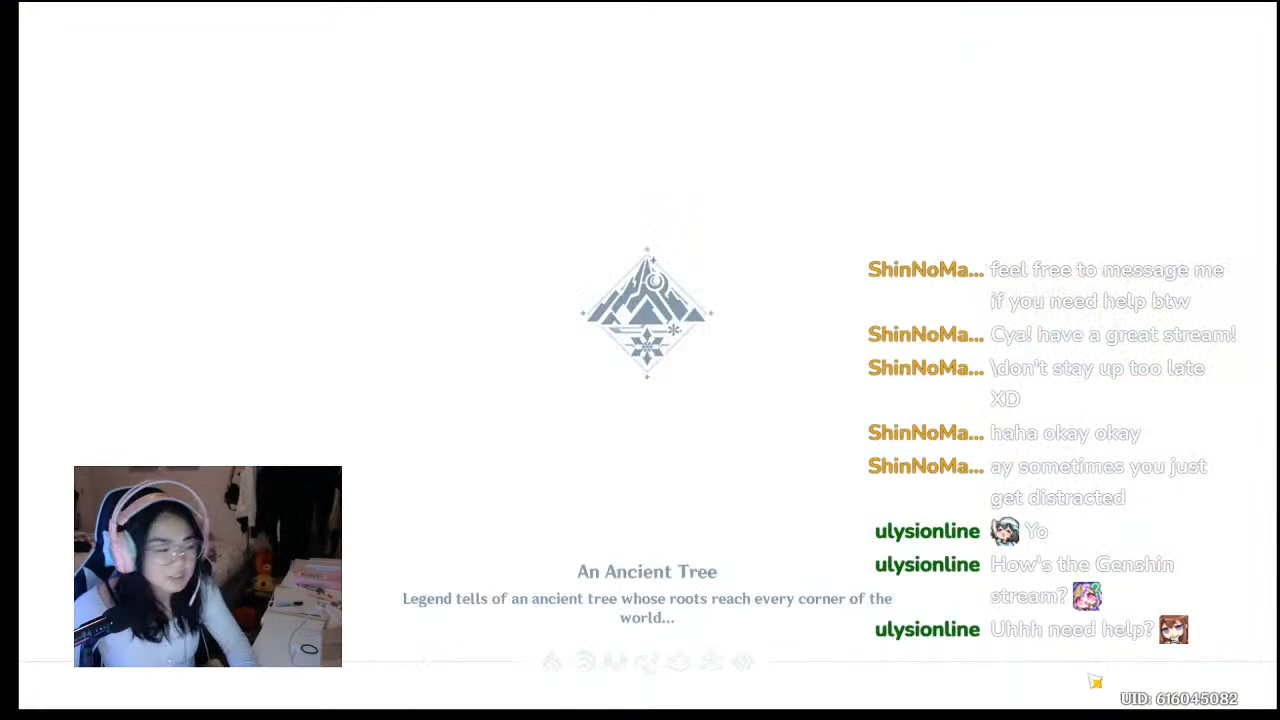 ShinNoMa... feel free to message me
if you need help btw
ShinNoMa... Cya! have a great stream!
ShinNoMa... \don't stay up too late
XD
ShinNoMa... haha okay okay
ShinNoMa... ay sometimes you just
get distracted
ulysionline Yo
ulysionline How's the Genshin
stream?
ulysionline Uhhh need help?
An Ancient Tree
Legend tells of an ancient tree whose roots reach every corner of the
world...
UID: 616045082